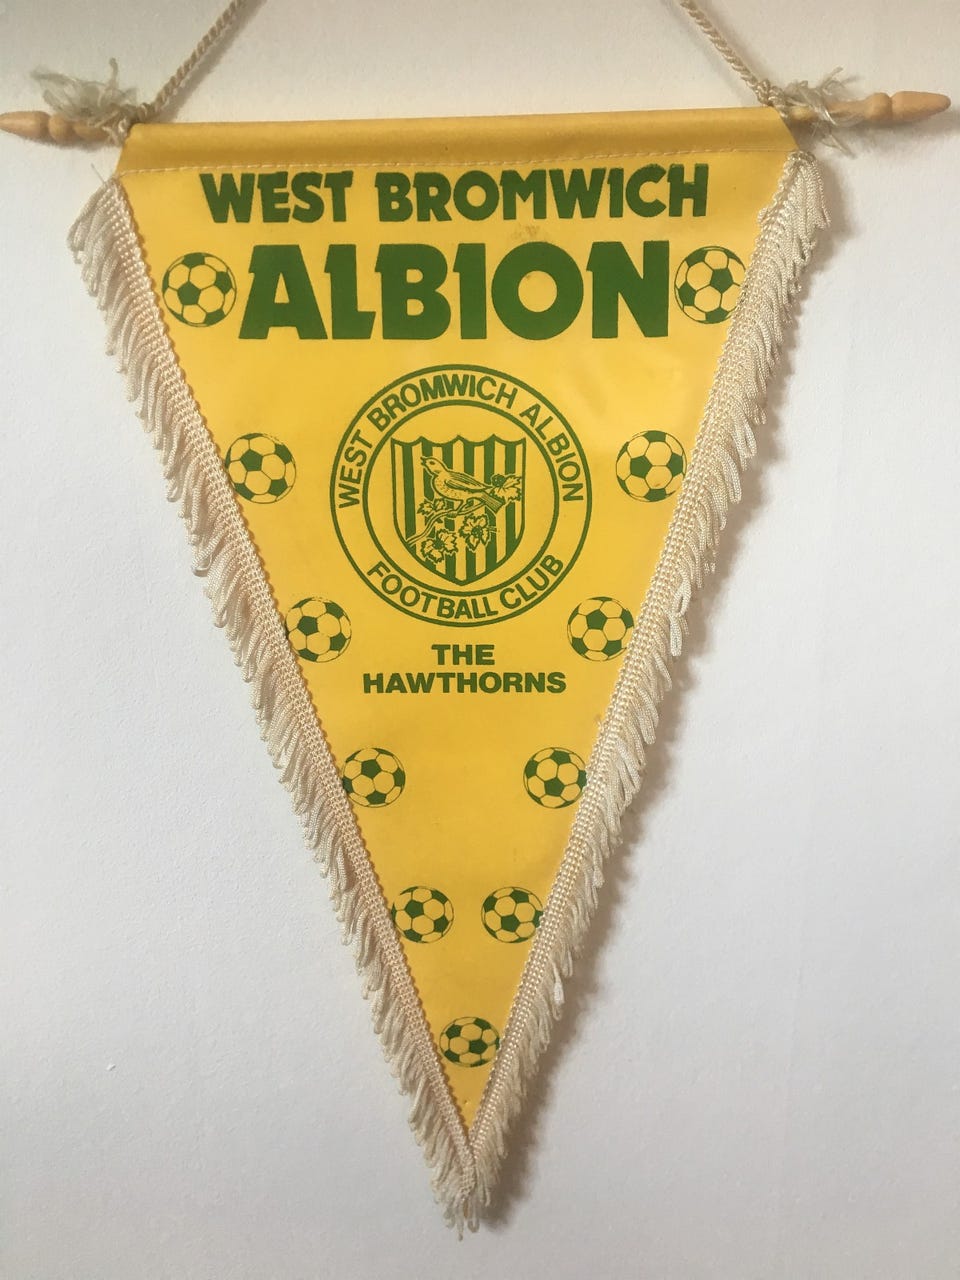 WEST BROMWICH
ALBION
WEST BROMWICH ALBION
FOOTBALL CLUB
THE
HAWTHORNS